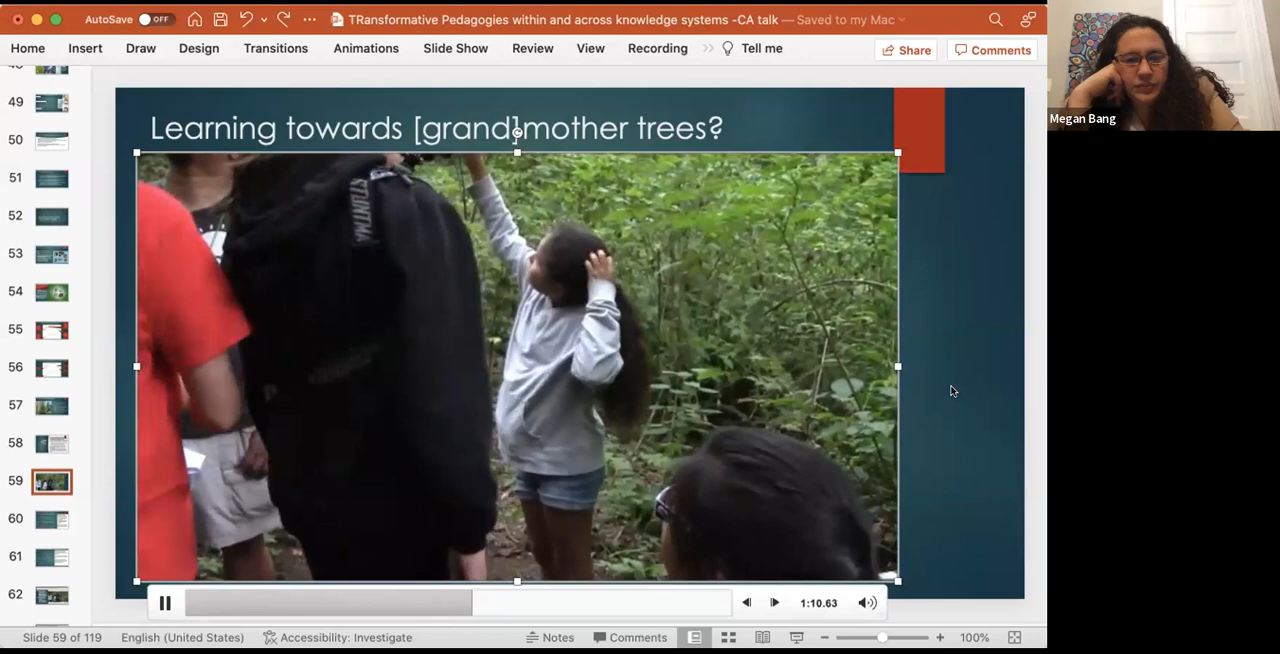 AutoSave OFF
TRansformative Pedagogies within and across knowledge systems -CA talk — Saved to my Mac
Home Insert Draw Design Transitions Animations Slide Show Review View Recording Tell me Share Comments
49
50
51
52
53
54
55
56
57
58
59
60
61
62
Learning towards [grand]mother trees?
1:10.63
Slide 59 of 119 English (United States) Accessibility: Investigate Notes Comments 100%
Megan Bang